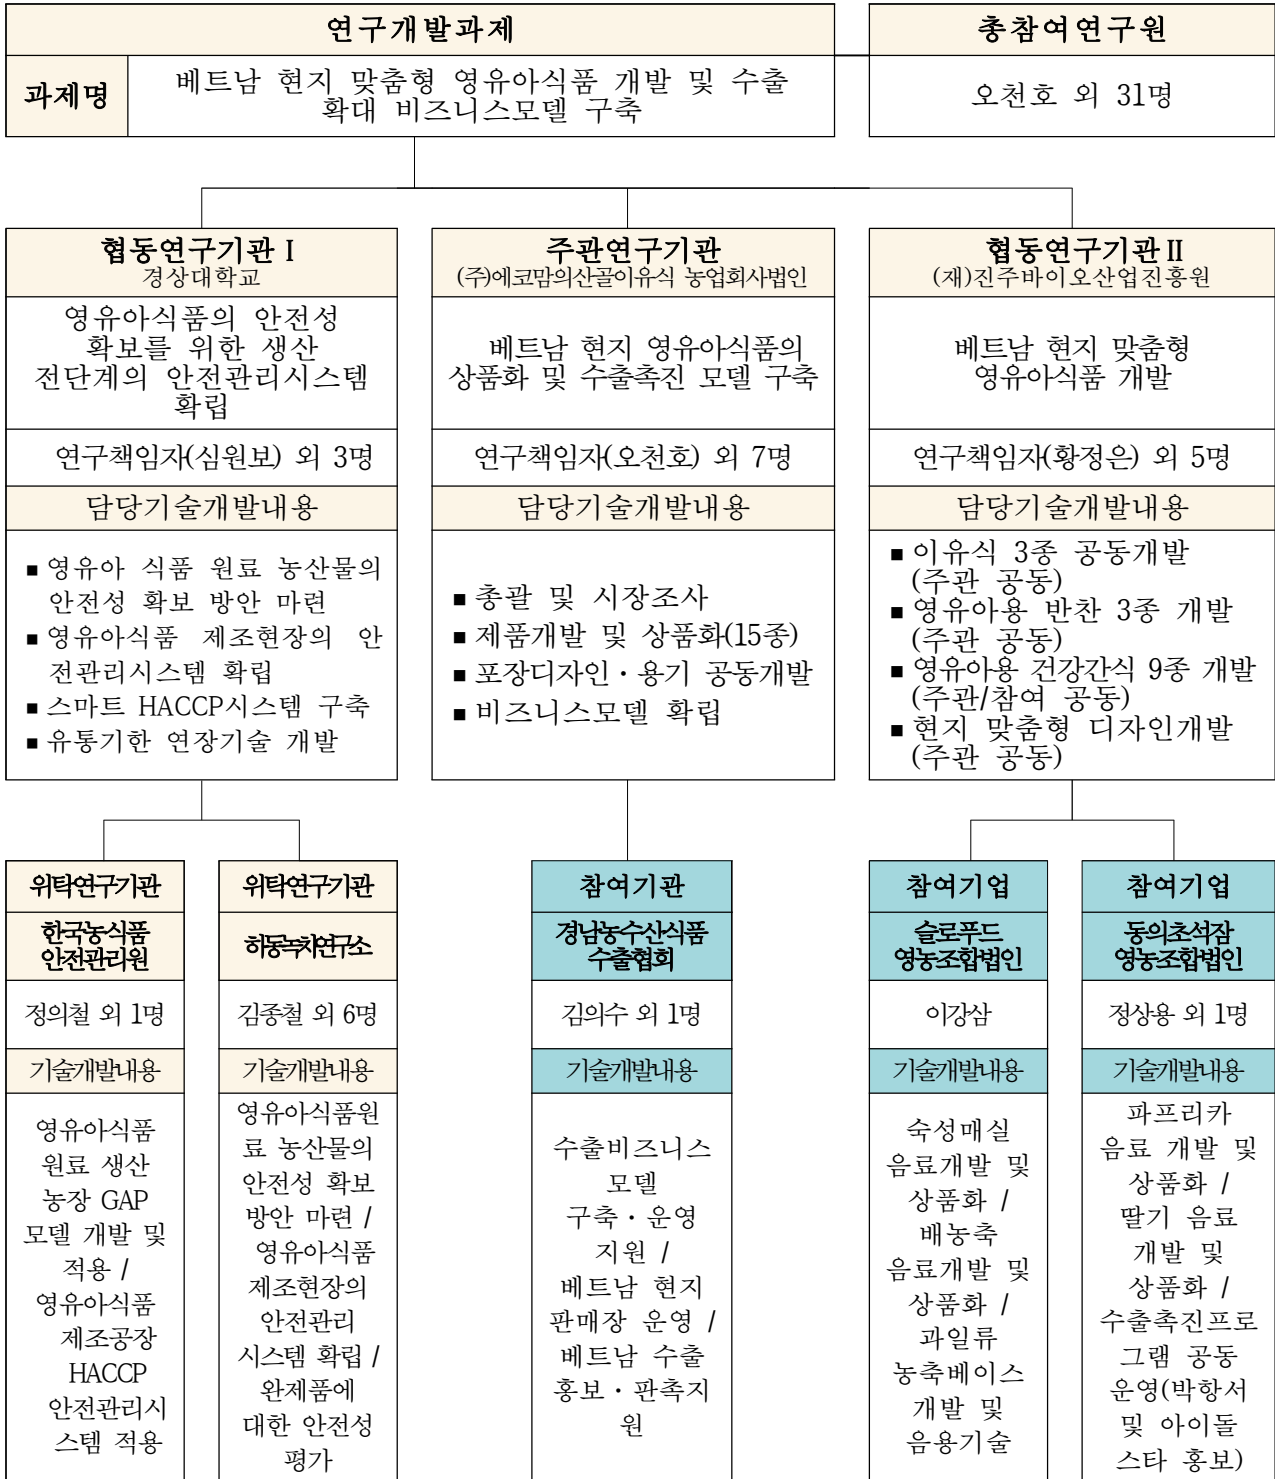 연구개발과제
총참여연구원
과제명
베트남 현지 맞춤형 영유아식품 개발 및 수출
확대 비즈니스모델 구축
오천호 외 31명
협동연구기관 Ⅰ
경상대학교
영유아식품의 안전성
확보를 위한 생산
전단계의 안전관리시스템
확립
연구책임자(심원보) 외 3명
담당기술개발내용
▪영유아 식품 원료 농산물의
안전성 확보 방안 마련
▪영유아식품 제조현장의 안
전관리시스템 확립
▪스마트 HACCP시스템 구축
▪유통기한 연장기술 개발
주관연구기관
(주)에코맘의산골이유식 농업회사법인
베트남 현지 영유아식품의
상품화 및 수출촉진 모델 구축
연구책임자(오천호) 외 7명
담당기술개발내용
▪총괄 및 시장조사
▪제품개발 및 상품화(15종)
▪포장디자인・용기 공동개발
▪비즈니스모델 확립
협동연구기관Ⅱ
(재)진주바이오산업진흥원
베트남 현지 맞춤형
영유아식품 개발
연구책임자(황정은) 외 5명
담당기술개발내용
▪이유식 3종 공동개발
(주관 공동)
▪영유아용 반찬 3종 개발
(주관 공동)
▪영유아용 건강간식 9종 개발
(주관/참여 공동)
▪현지 맞춤형 디자인개발
(주관 공동)
위탁연구기관
한국농식품
안전관리원
정의철 외 1명
기술개발내용
영유아식품
원료 생산
농장 GAP
모델 개발 및
적용 /
영유아식품
제조공장
HACCP
안전관리시
스템 적용
위탁연구기관
하동녹차연구소
김종철 외 6명
기술개발내용
영유아식품원
료 농산물의
안전성 확보
방안 마련 /
영유아식품
제조현장의
안전관리
시스템 확립 /
완제품에
대한 안전성
평가
참여기관
경남농수산식품
수출협회
김의수 외 1명
기술개발내용
수출비즈니스
모델
구축・운영
지원 /
베트남 현지
판매장 운영 /
베트남 수출
홍보・판촉지
원
참여기업
슬로푸드
영농조합법인
이강삼
기술개발내용
숙성매실
음료개발 및
상품화 /
배농축
음료개발 및
상품화 /
과일류
농축베이스
개발 및
음용기술
참여기업
동의초석잠
영농조합법인
정상용 외 1명
기술개발내용
파프리카
음료 개발 및
상품화 /
딸기 음료
개발 및
상품화 /
수출촉진프로
그램 공동
운영(박항서
및 아이돌
스타 홍보)